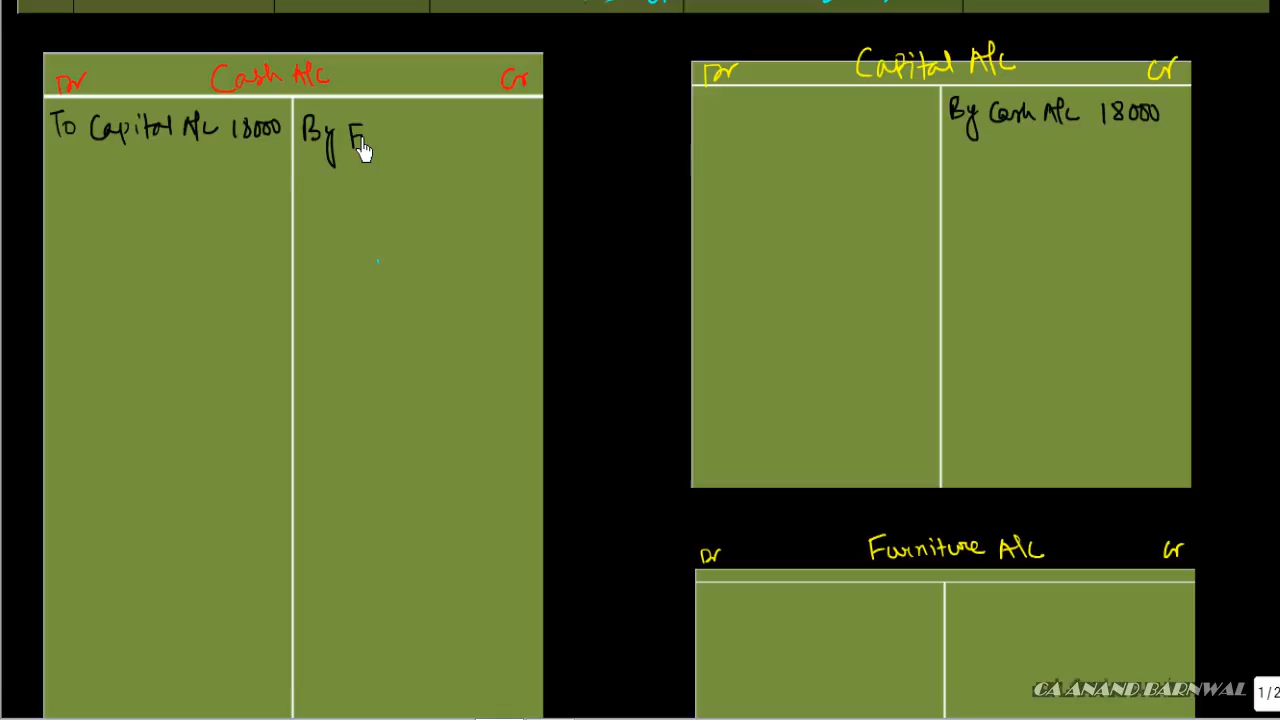 Dr Cash A/c Cr
To Capital A/c 18000 By F
Dr Capital A/c Cr
By Cash A/c 18000
Dr Furniture A/c Cr
CA ANAND BARNWAL
1/2